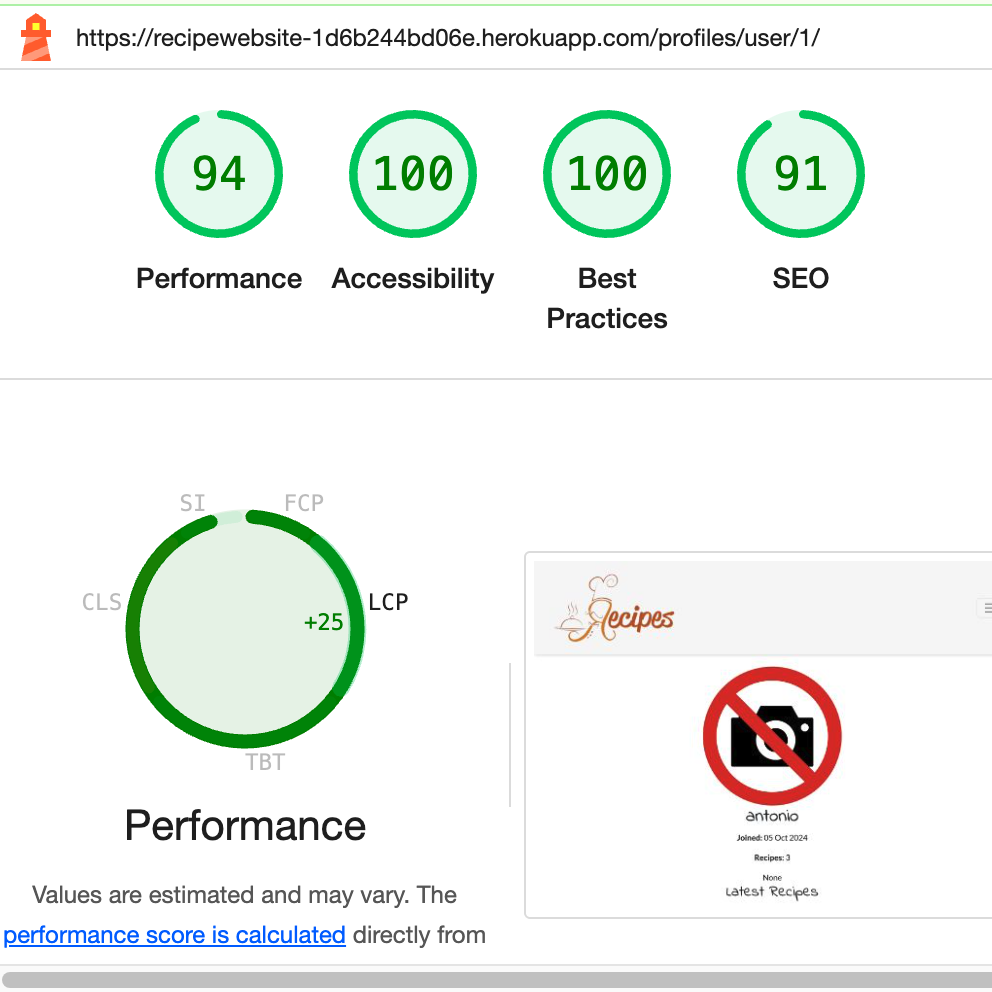 https://recipewebsite-1d6b244bd06e.herokuapp.com/profiles/user/1/
94
100
100
91
Performance
Accessibility
Best
Practices
SEO
SI
FCP
CLS
LCP
+25
TBT
Performance
Values are estimated and may vary. The
performance score is calculated directly from
Recipes
antonio
Joined: 05 Oct 2024
Recipes: 3
None
Latest Recipes